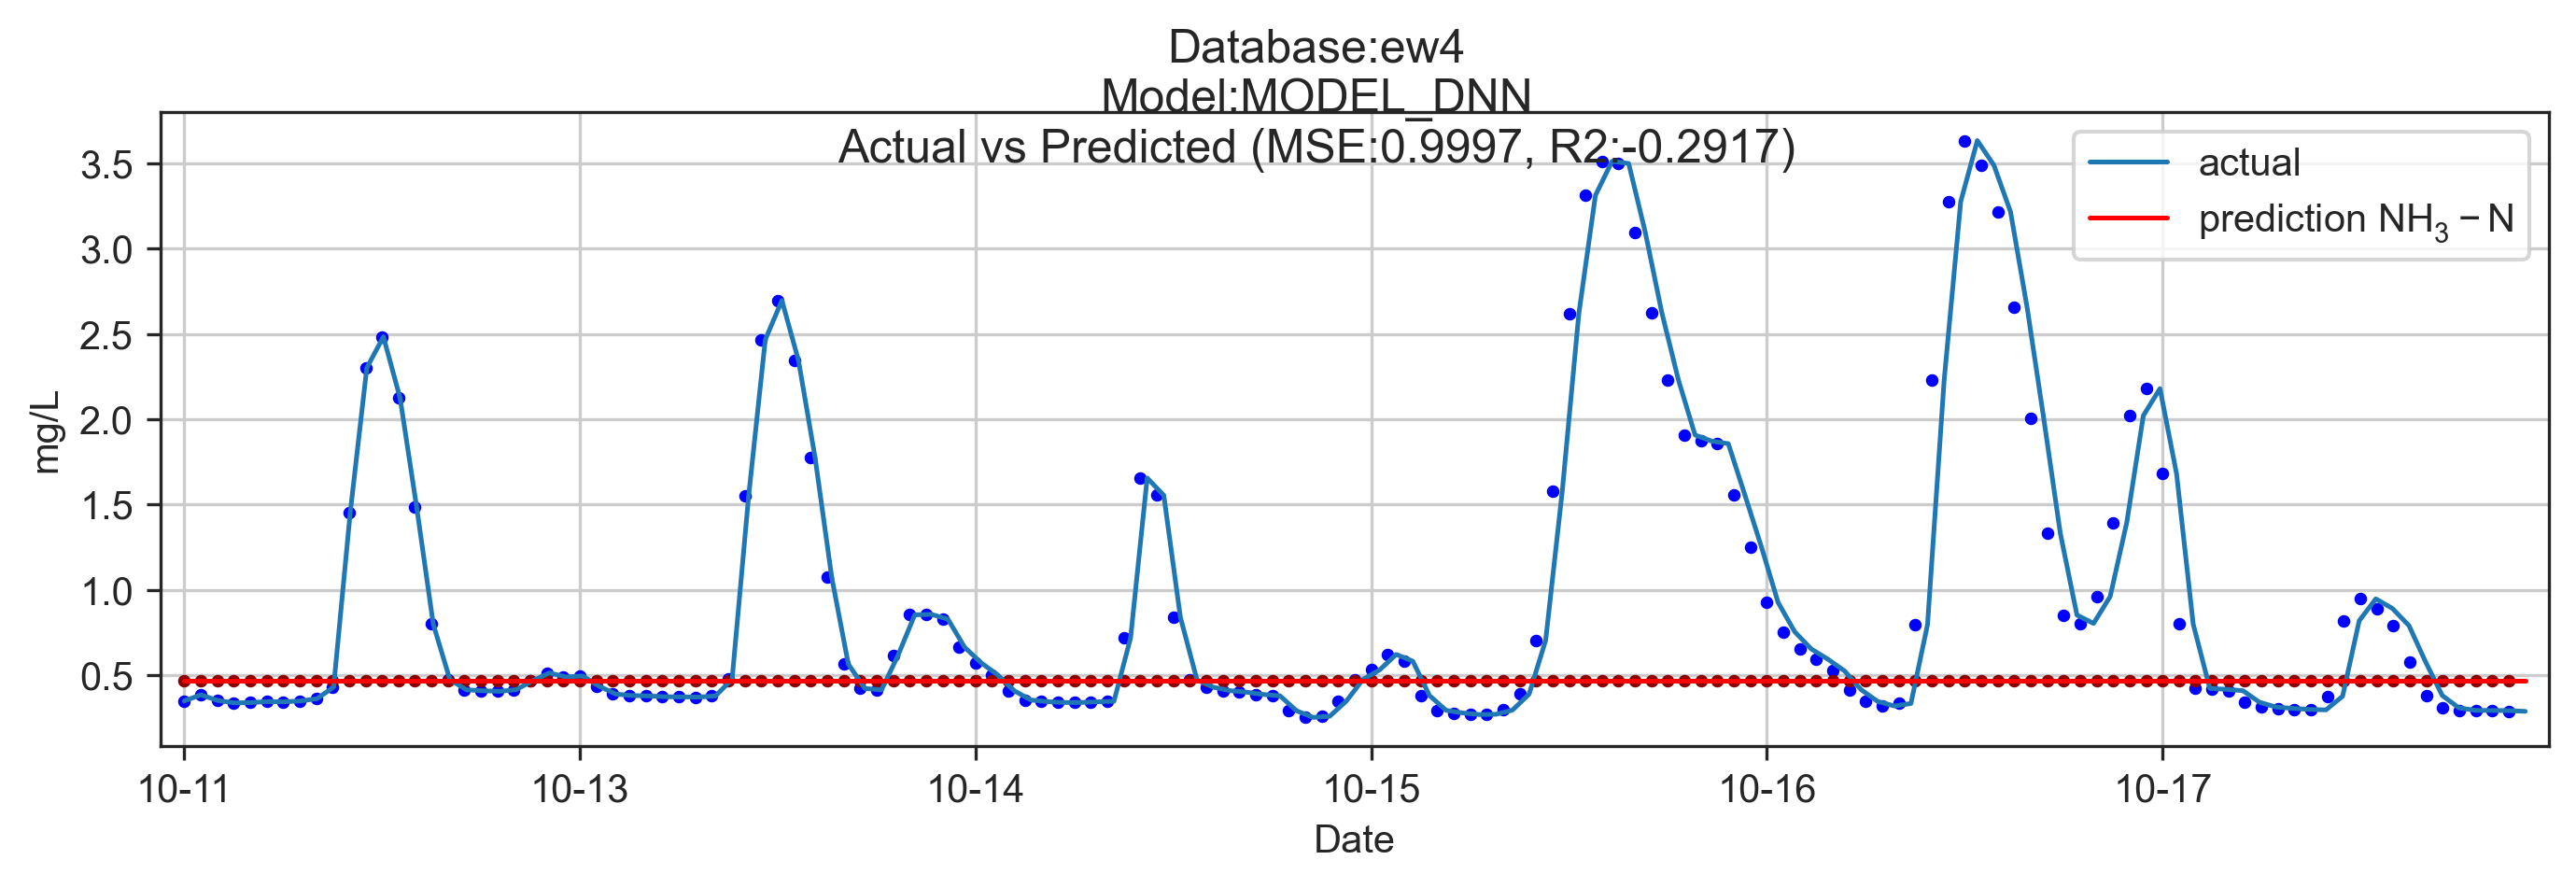 Database:ew4
Model:MODEL_DNN
Actual vs Predicted (MSE:0.9997, R2:-0.2917)
actual
prediction NH₃ − N
3.5
3.0
2.5
2.0
1.5
1.0
0.5
mg/L
10-11 10-13 10-14 10-15 10-16 10-17
Date